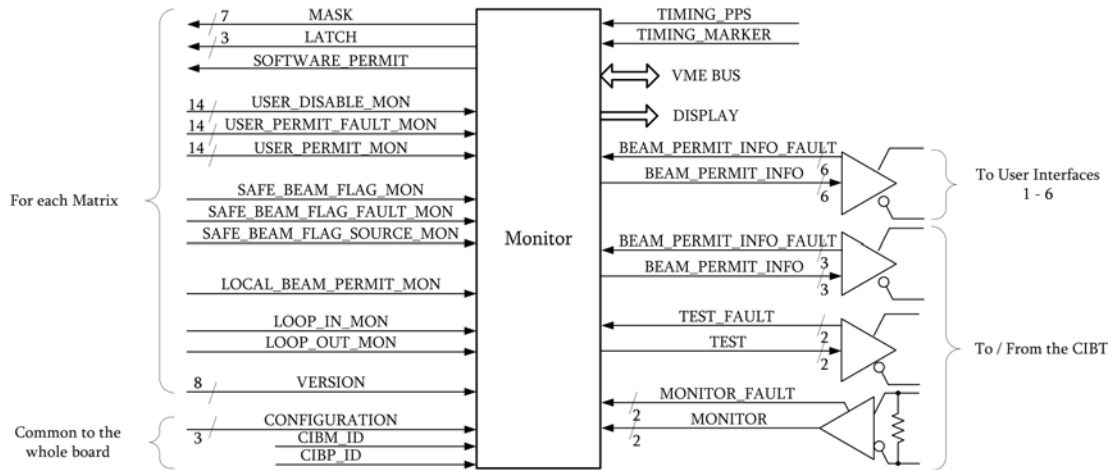 7 MASK
3 LATCH
SOFTWARE_PERMIT
14 USER_DISABLE_MON
14 USER_PERMIT_FAULT_MON
14 USER_PERMIT_MON
For each Matrix
SAFE_BEAM_FLAG_MON
SAFE_BEAM_FLAG_FAULT_MON
SAFE_BEAM_FLAG_SOURCE_MON
LOCAL_BEAM_PERMIT_MON
LOOP_IN_MON
LOOP_OUT_MON
8 VERSION
Common to the
whole board
CONFIGURATION
3
CIBM_ID
CIBP_ID
Monitor
TIMING_PPS
TIMING_MARKER
VME BUS
DISPLAY
BEAM_PERMIT_INFO_FAULT
6
BEAM_PERMIT_INFO
6
To User Interfaces
1 - 6
BEAM_PERMIT_INFO_FAULT
3
BEAM_PERMIT_INFO
3
TEST_FAULT
2
TEST
2
To / From the CIBT
MONITOR_FAULT
2
MONITOR
2